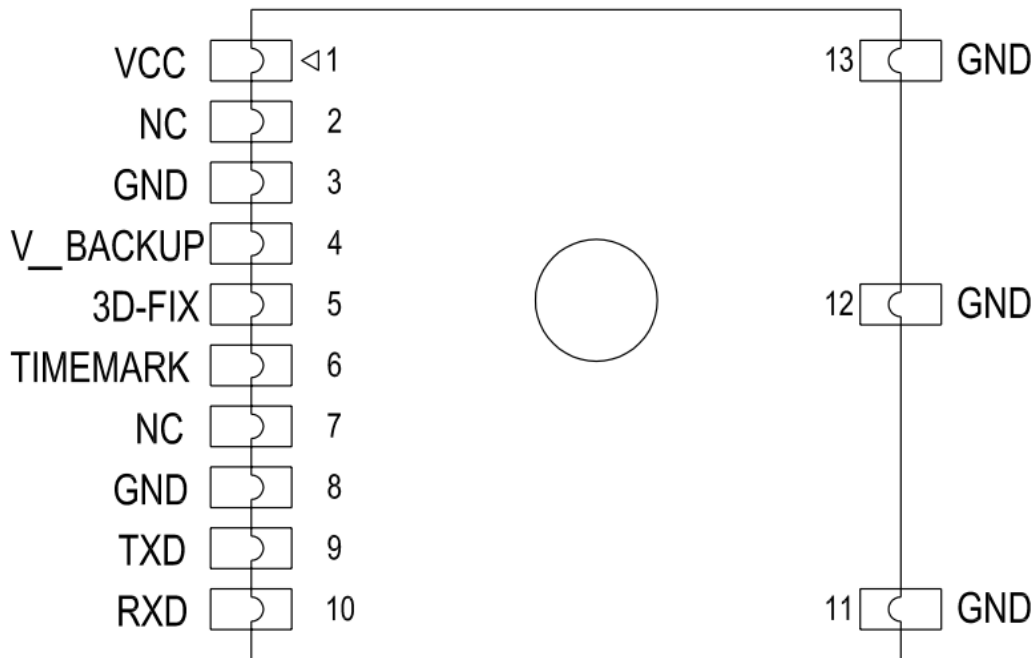 VCC 1 13 GND
NC 2
GND 3
V__BACKUP 4
3D-FIX 5 12 GND
TIMEMARK 6
NC 7
GND 8
TXD 9
RXD 10 11 GND